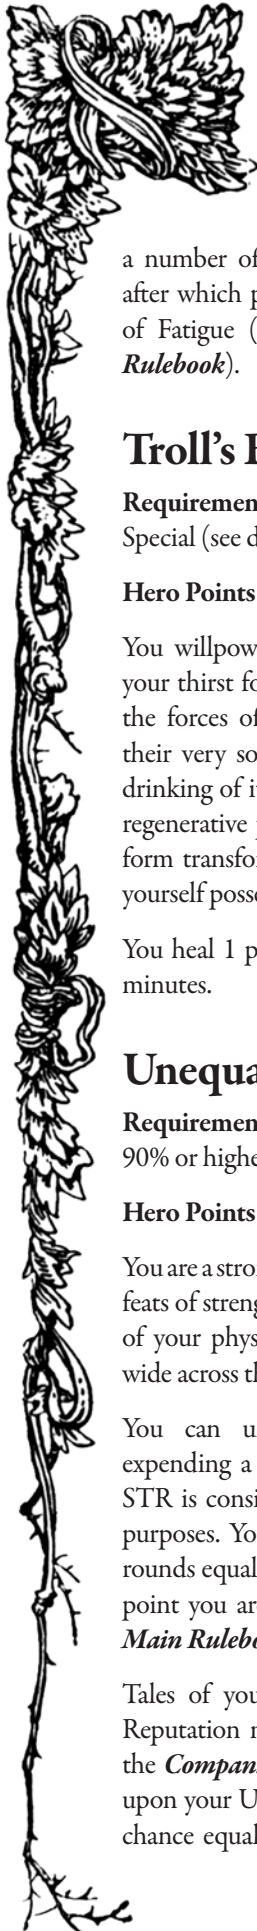 a number of
after which p
of Fatigue (
Rulebook).
Troll's B
Requiremen
Special (see d
Hero Points
You willpow
your thirst fo
the forces of
their very so
drinking of i
regenerative
form transfo
yourself posse
You heal 1 p
minutes.
Unequa
Requiremen
90% or highe
Hero Points
You are a stro
feats of streng
of your phys
wide across th
You can u
expending a
STR is consi
purposes. Yo
rounds equal
point you ar
Main Rulebo
Tales of you
Reputation
the Compan
upon your U
chance equal